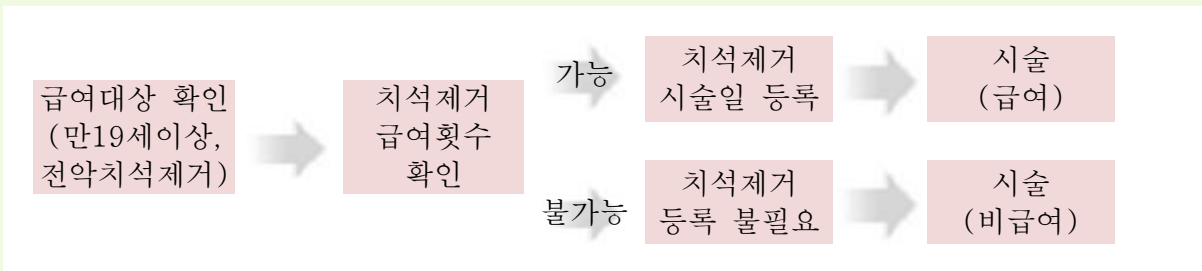 급여대상 확인
(만19세이상,
전악치석제거)
치석제거
급여횟수
확인
가능
치석제거
시술일 등록
시술
(급여)
불가능
치석제거
등록 불필요
시술
(비급여)